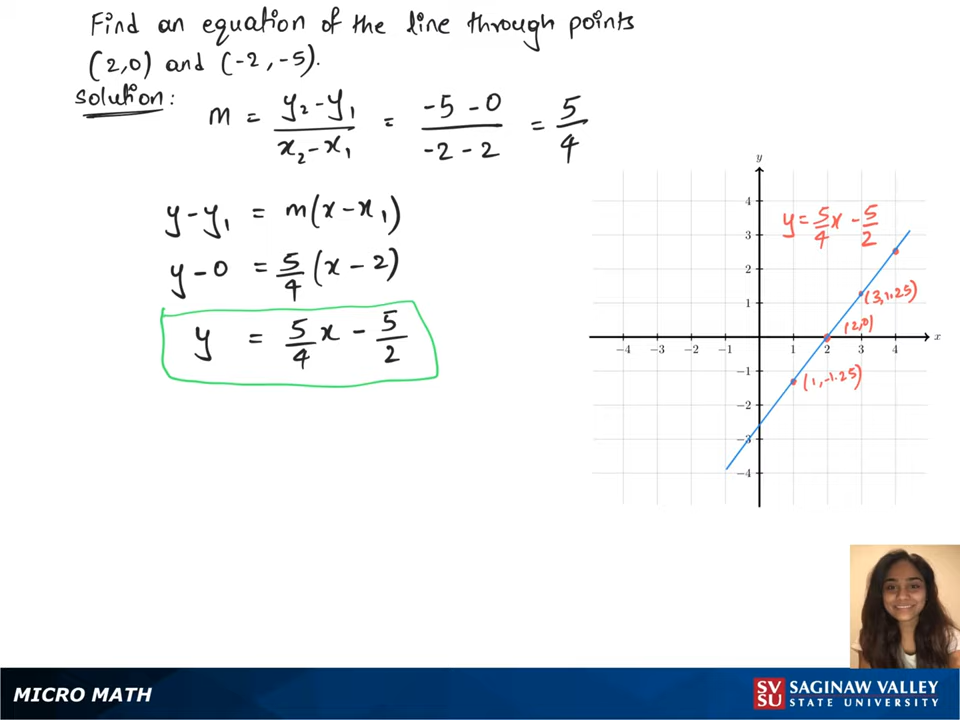 Find an equation of the line through points
(2,0) and (-2,-5).
solution:
m = y₂-y₁/x₂-x₁ = -5-0/-2-2 = 5/4
y-y₁ = m(x-x₁)
y-0 = 5/4 (x-2)
y = 5/4 x - 5/2
y
4
3
2
1
-1
-2
-3
-4
-4 -3 -2 -1 1 2 3 4 x
y = 5/4 x - 5/2
(3,1.25)
(2,0)
(1,-1.25)
MICRO MATH
SV
SU
SAGINAW VALLEY
STATE UNIVERSITY